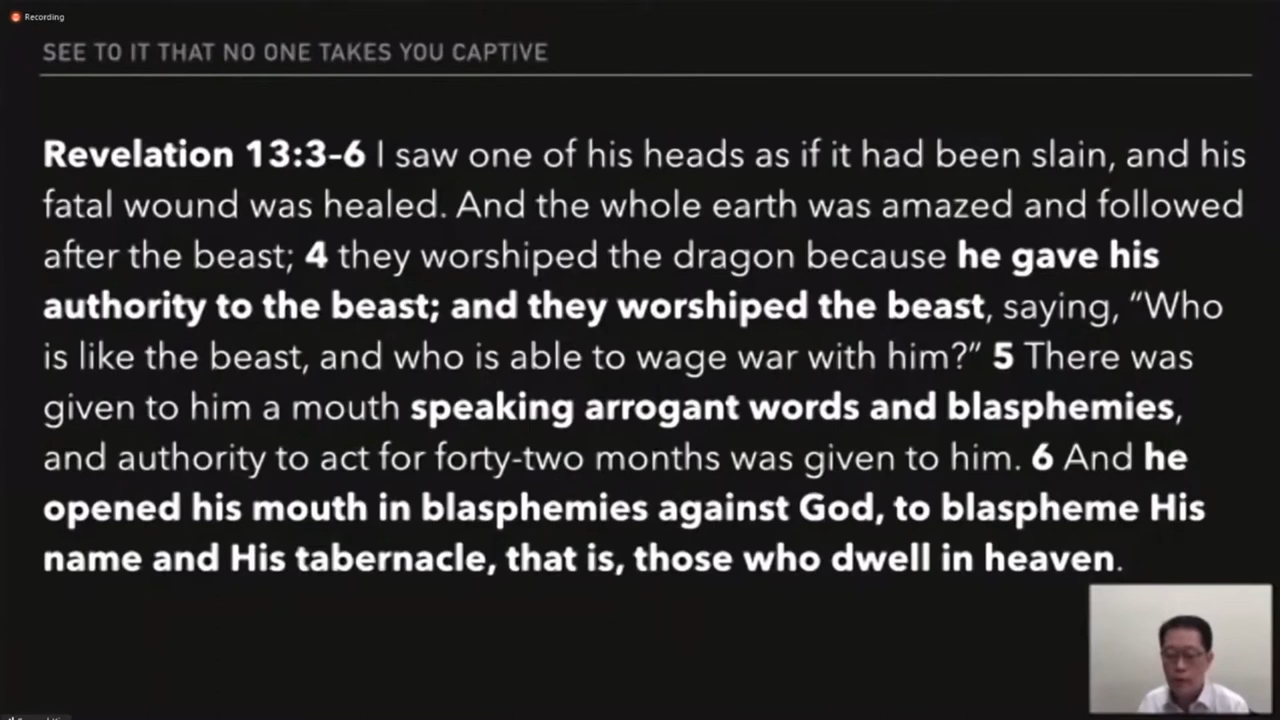 Recording
SEE TO IT THAT NO ONE TAKES YOU CAPTIVE
Revelation 13:3–6 I saw one of his heads as if it had been slain, and his
fatal wound was healed. And the whole earth was amazed and followed
after the beast; 4 they worshiped the dragon because he gave his
authority to the beast; and they worshiped the beast, saying, “Who
is like the beast, and who is able to wage war with him?” 5 There was
given to him a mouth speaking arrogant words and blasphemies,
and authority to act for forty-two months was given to him. 6 And he
opened his mouth in blasphemies against God, to blaspheme His
name and His tabernacle, that is, those who dwell in heaven.